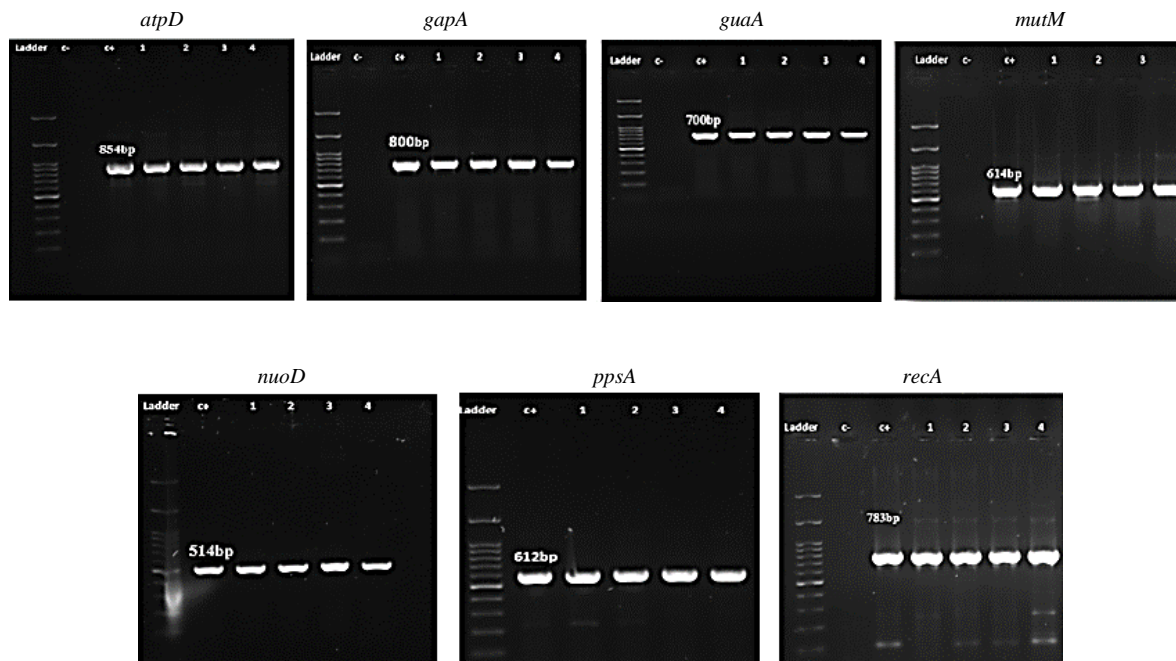 atpD gapA guaA mutM
Ladder c- c+ 1 2 3 4
854bp
Ladder c- c+ 1 2 3 4
800bp
Ladder c- c+ 1 2 3 4
700bp
Ladder c- c+ 1 2 3
614bp
nuoD ppsA recA
Ladder c+ 1 2 3 4
514bp
Ladder c+ 1 2 3 4
612bp
Ladder c- c+ 1 2 3 4
783bp